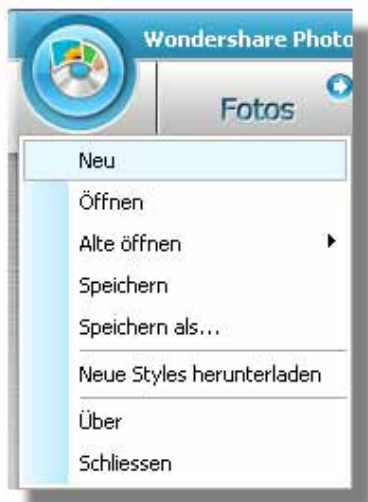 Wondershare Photo
Fotos
Neu
Öffnen
Alte öffnen
Speichern
Speichern als...
Neue Styles herunterladen
Über
Schliessen